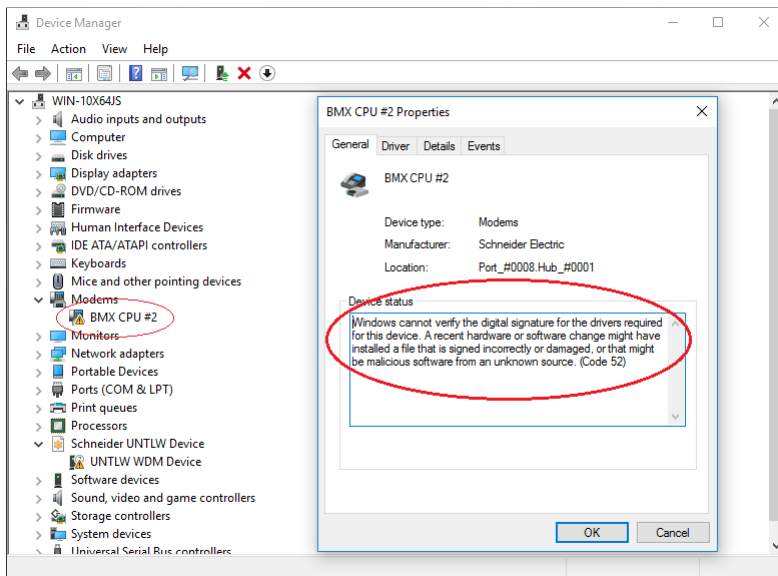 Device Manager
File Action View Help
WIN-10X64JS
Audio inputs and outputs
Computer
Disk drives
Display adapters
DVD/CD-ROM drives
Firmware
Human Interface Devices
IDE ATA/ATAPI controllers
Keyboards
Mice and other pointing devices
Modems
BMX CPU #2
Monitors
Network adapters
Portable Devices
Ports (COM & LPT)
Print queues
Processors
Schneider UNTLW Device
UNTLW WDM Device
Software devices
Sound, video and game controllers
Storage controllers
System devices
Universal Serial Bus controllers
BMX CPU #2 Properties
General Driver Details Events
BMX CPU #2
Device type: Modems
Manufacturer: Schneider Electric
Location: Port_#0008.Hub_#0001
Device status
Windows cannot verify the digital signature for the drivers required
for this device. A recent hardware or software change might have
installed a file that is signed incorrectly or damaged, or that might
be malicious software from an unknown source. (Code 52)
OK Cancel